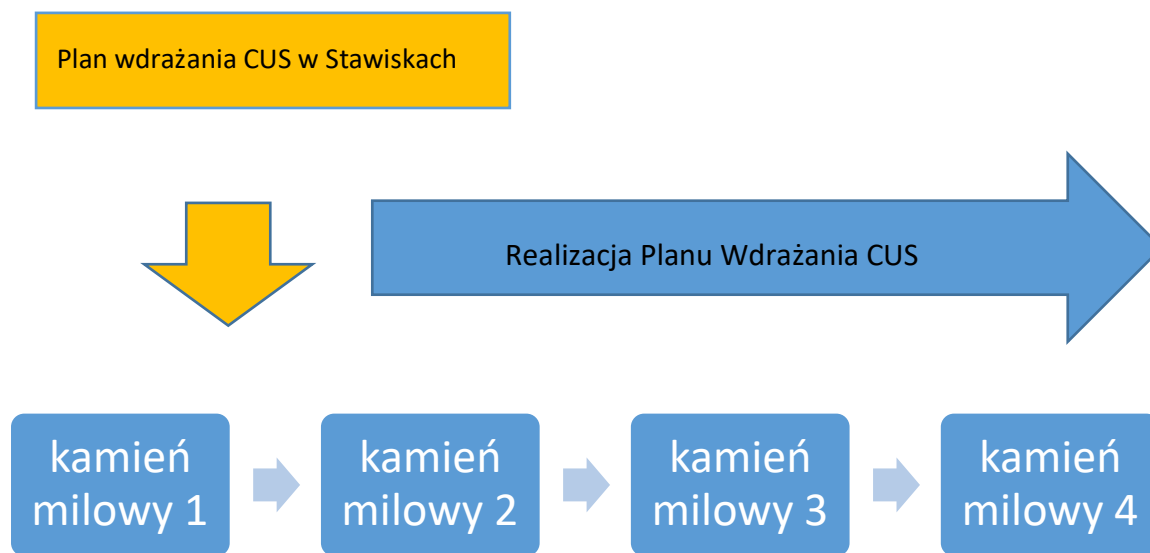 Plan wdrażania CUS w Stawiskach
Realizacja Planu Wdrażania CUS
kamień
milowy 1
kamień
milowy 2
kamień
milowy 3
kamień
milowy 4